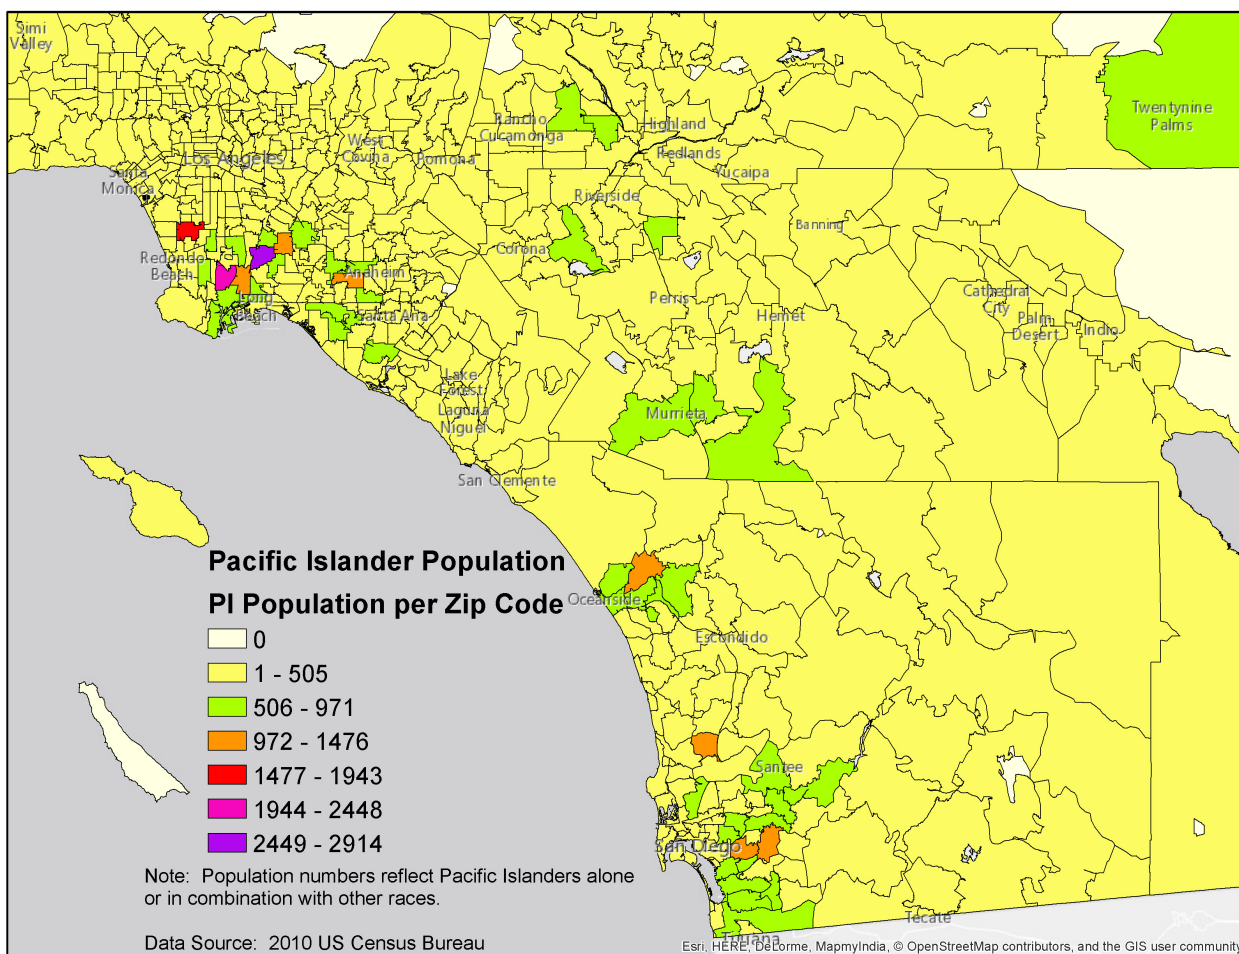 Simi
Valley
Twentynine
Palms
Rancho
Cucamonga
Highland
West
Covina
Los Angeles
Pomona
Redlands
Yucaipa
Santa
Monica
Riverside
Banning
Corona
Redondo
Beach
Anaheim
Long
Beach
Santa Ana
Perris
Hemet
Cathedral
City
Palm
Desert
Indio
Lake
Forest
Laguna
Niguel
Murrieta
San Clemente
Pacific Islander Population
PI Population per Zip Code
Oceanside
Escondido
0
1 - 505
506 - 971
972 - 1476
1477 - 1943
1944 - 2448
2449 - 2914
Santee
San Diego
Note:  Population numbers reflect Pacific Islanders alone
or in combination with other races.
Data Source:  2010 US Census Bureau
Tecate
Tijuana
Esri, HERE, DeLorme, MapmyIndia, © OpenStreetMap contributors, and the GIS user community